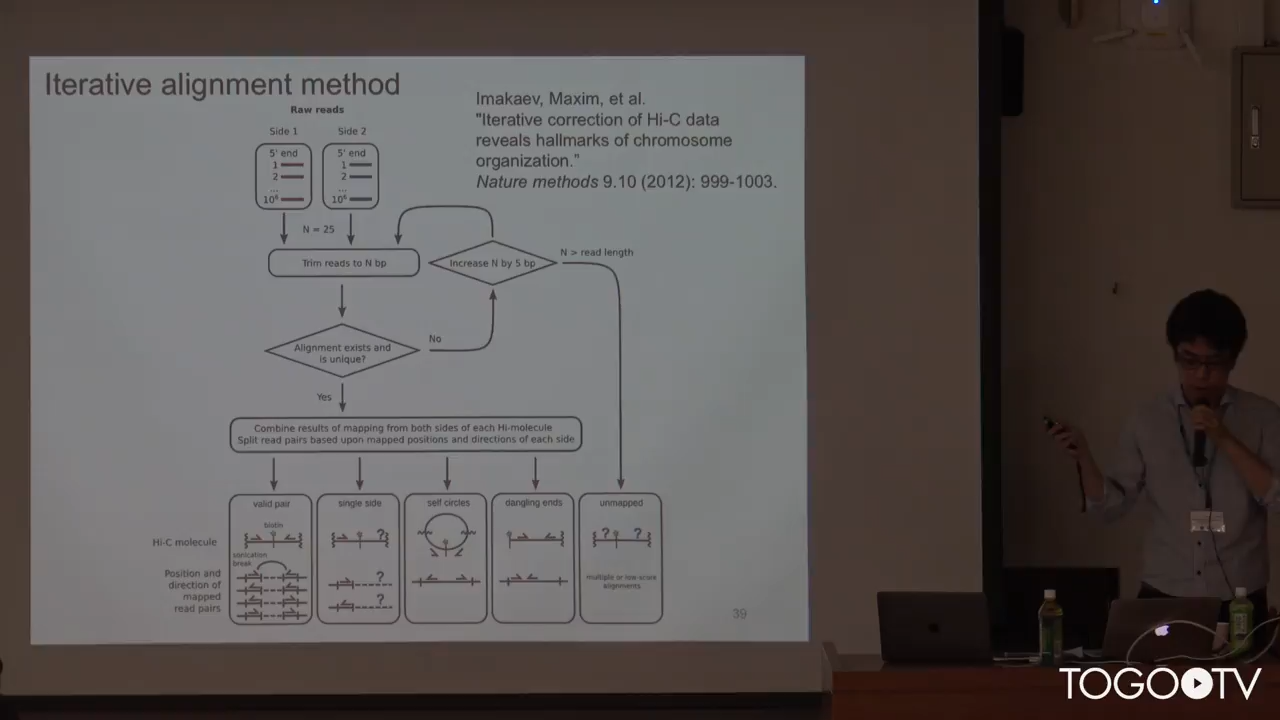 Iterative alignment method
Imakaev, Maxim, et al.
"Iterative correction of Hi-C data
reveals hallmarks of chromosome
organization."
Nature methods 9.10 (2012): 999-1003.
Raw reads
Side 1
Side 2
5' end
1
2
...
10⁶
5' end
1
2
...
10⁶
N = 25
Trim reads to N bp
Increase N by 5 bp
N > read length
Alignment exists and
is unique?
No
Yes
Combine results of mapping from both sides of each Hi-molecule
Split read pairs based upon mapped positions and directions of each side
valid pair
single side
self circles
dangling ends
unmapped
Hi-C molecule
biotin
?
? ?
sonication
break
Position and
direction of
mapped
read pairs
?
?
multiple or low-score
alignments
39
TOGO TV